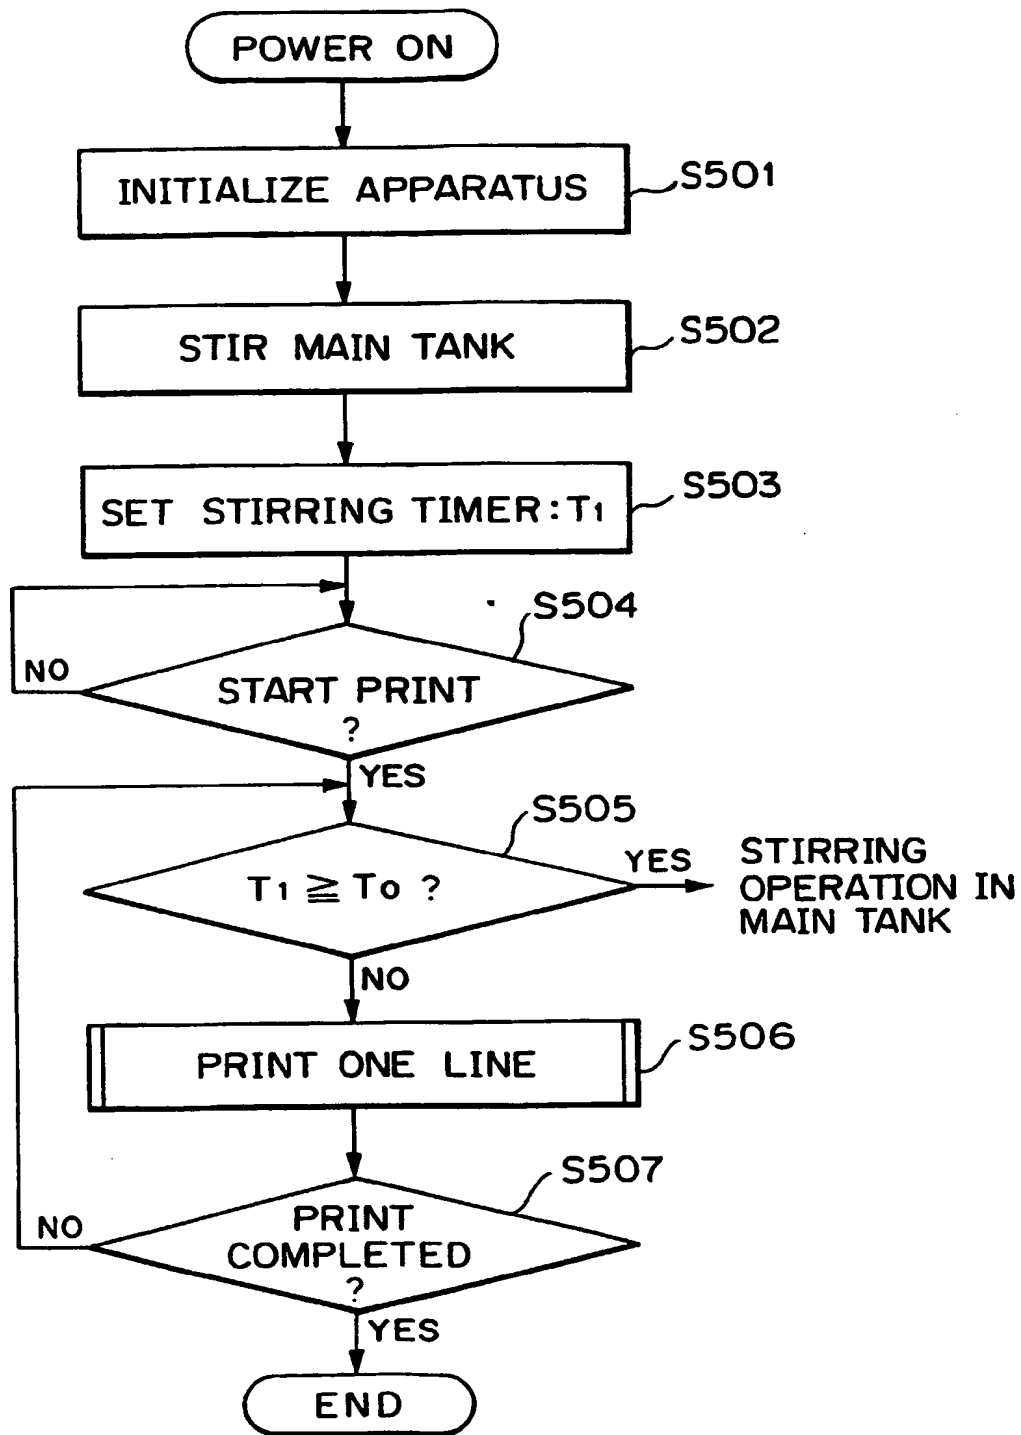 POWER ON
INITIALIZE APPARATUS
S501
STIR MAIN TANK
S502
SET STIRRING TIMER : T1
S503
S504
NO
START PRINT
?
YES
S505
T1 ≧ To ?
YES
STIRRING
OPERATION IN
MAIN TANK
NO
PRINT ONE LINE
S506
S507
NO
PRINT
COMPLETED
?
YES
END